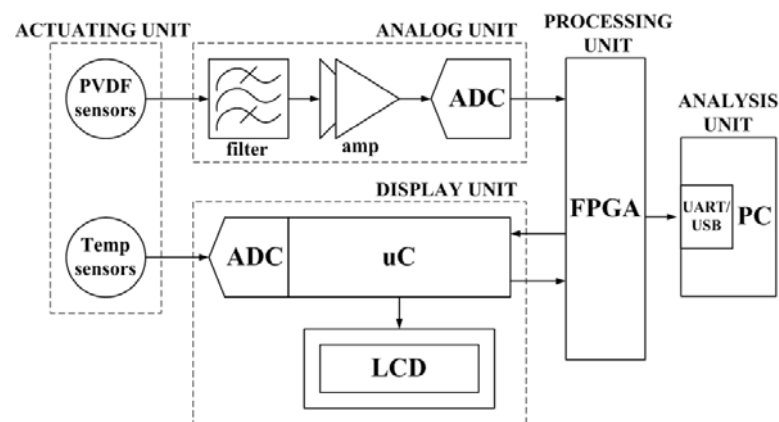 ACTUATING UNIT
PVDF
sensors
Temp
sensors
ANALOG UNIT
filter
amp
ADC
DISPLAY UNIT
ADC
uC
LCD
PROCESSING
UNIT
FPGA
ANALYSIS
UNIT
UART/
USB
PC